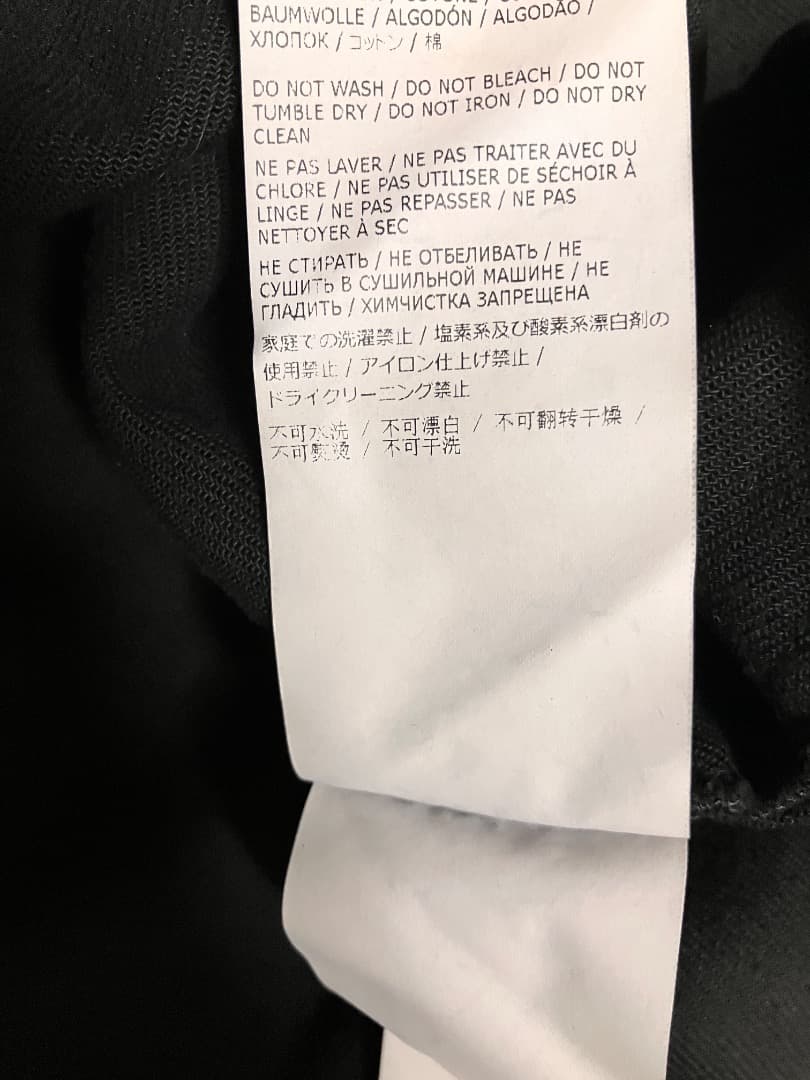 BAUMWOLLE / ALGODÓN / ALGODÃO /
ХЛОПОК / コットン / 棉
DO NOT WASH / DO NOT BLEACH / DO NOT
TUMBLE DRY / DO NOT IRON / DO NOT DRY
CLEAN
NE PAS LAVER / NE PAS TRAITER AVEC DU
CHLORE / NE PAS UTILISER DE SÉCHOIR À
LINGE / NE PAS REPASSER / NE PAS
NETTOYER À SEC
НЕ СТИРАТЬ / НЕ ОТБЕЛИВАТЬ / НЕ
СУШИТЬ В СУШИЛЬНОЙ МАШИНЕ / НЕ
ГЛАДИТЬ / ХИМЧИСТКА ЗАПРЕЩЕНА
家庭での洗濯禁止 / 塩素系及び酸素系漂白剤の
使用禁止 / アイロン仕上げ禁止 /
ドライクリーニング禁止
不可水洗 / 不可漂白 / 不可翻转干燥 /
不可熨烫 / 不可干洗